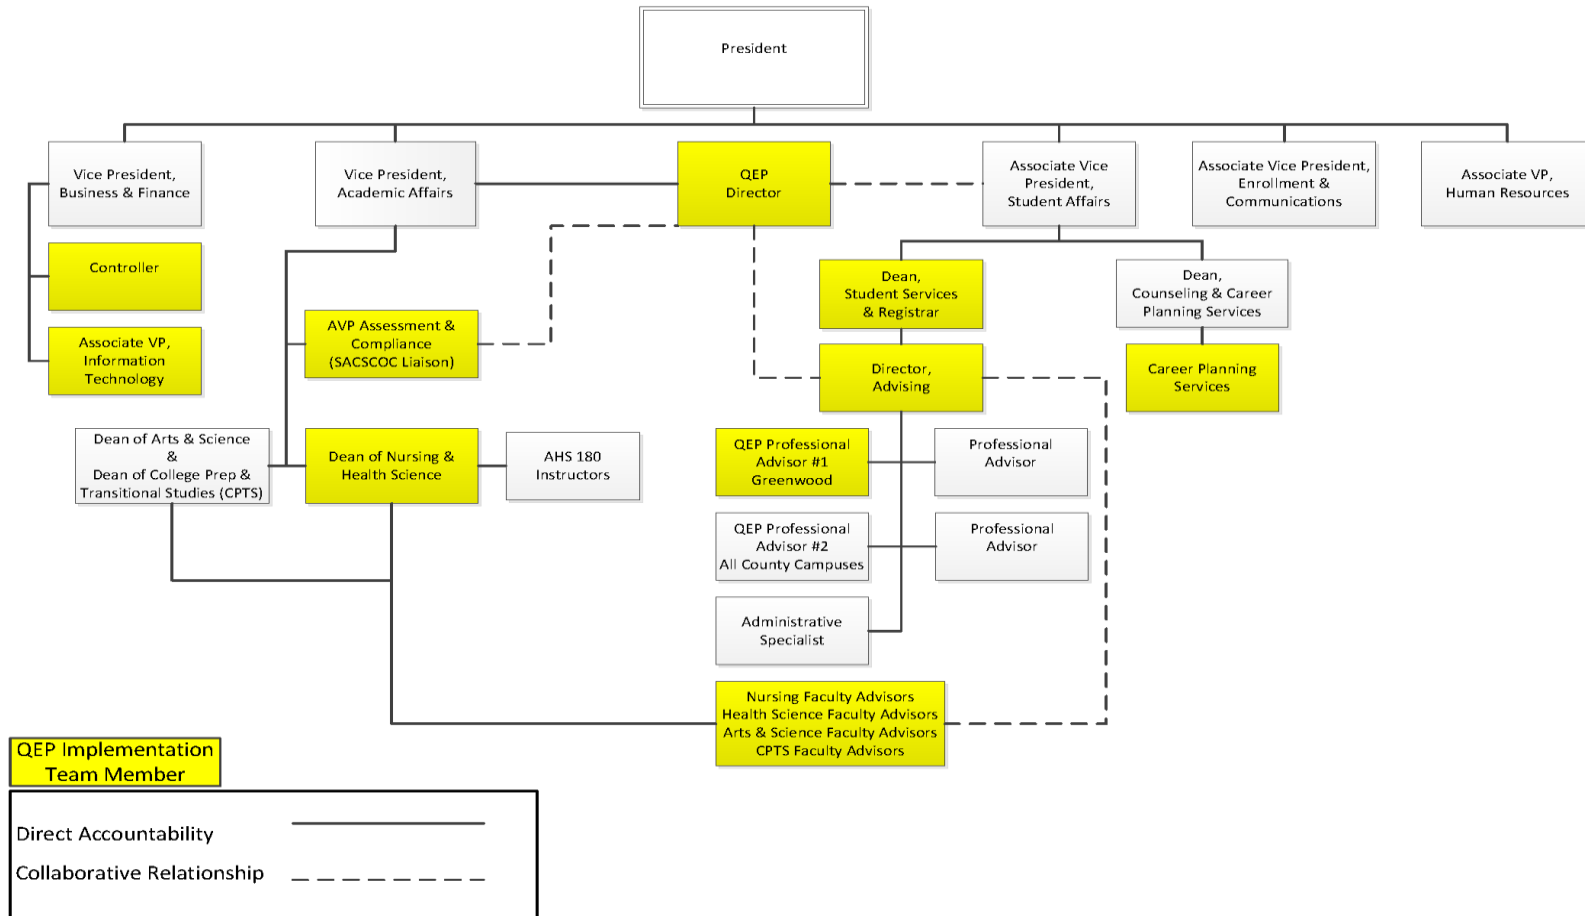 President
Vice President,
Business & Finance
Vice President,
Academic Affairs
QEP
Director
Associate Vice
President,
Student Affairs
Associate Vice President,
Enrollment &
Communications
Associate VP,
Human Resources
Controller
Dean,
Student Services
& Registrar
Dean,
Counseling & Career
Planning Services
Associate VP,
Information
Technology
AVP Assessment &
Compliance
(SACSCOC Liaison)
Director,
Advising
Career Planning
Services
Dean of Arts & Science
&
Dean of College Prep &
Transitional Studies (CPTS)
Dean of Nursing &
Health Science
AHS 180
Instructors
QEP Professional
Advisor #1
Greenwood
Professional
Advisor
QEP Professional
Advisor #2
All County Campuses
Professional
Advisor
Administrative
Specialist
Nursing Faculty Advisors
Health Science Faculty Advisors
Arts & Science Faculty Advisors
CPTS Faculty Advisors
QEP Implementation
Team Member
Direct Accountability
Collaborative Relationship